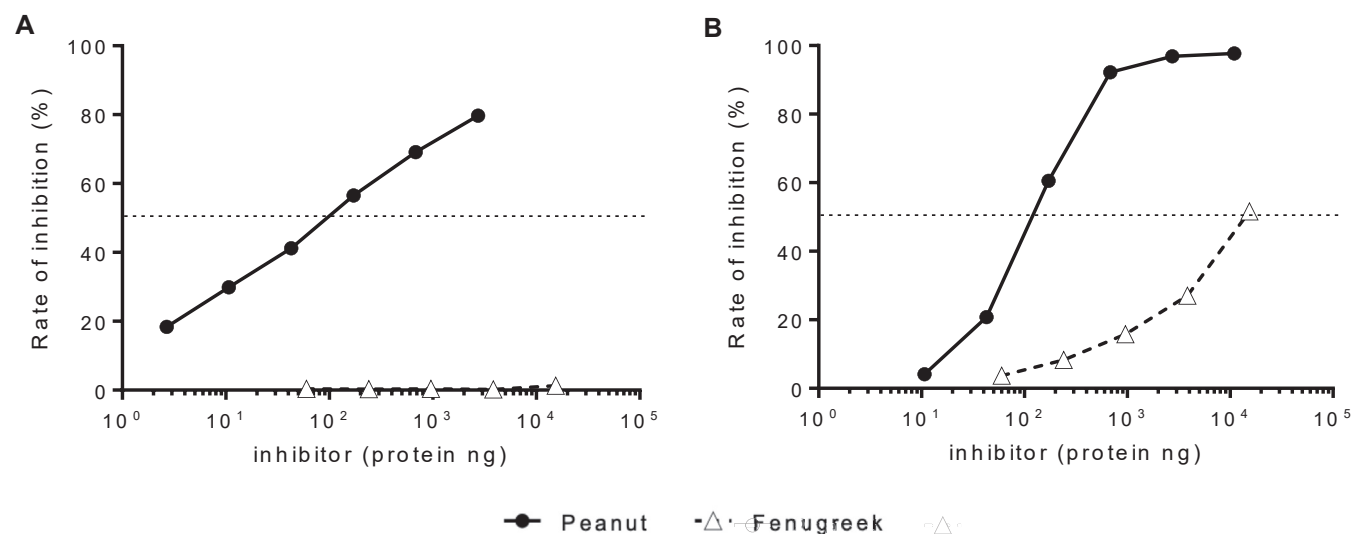 A
B
100
80
60
40
20
0
Rate of inhibition (%)
10^0 10^1 10^2 10^3 10^4 10^5
inhibitor (protein ng)
100
80
60
40
20
0
Rate of inhibition (%)
10^0 10^1 10^2 10^3 10^4 10^5
inhibitor (protein ng)
Peanut Fenugreek